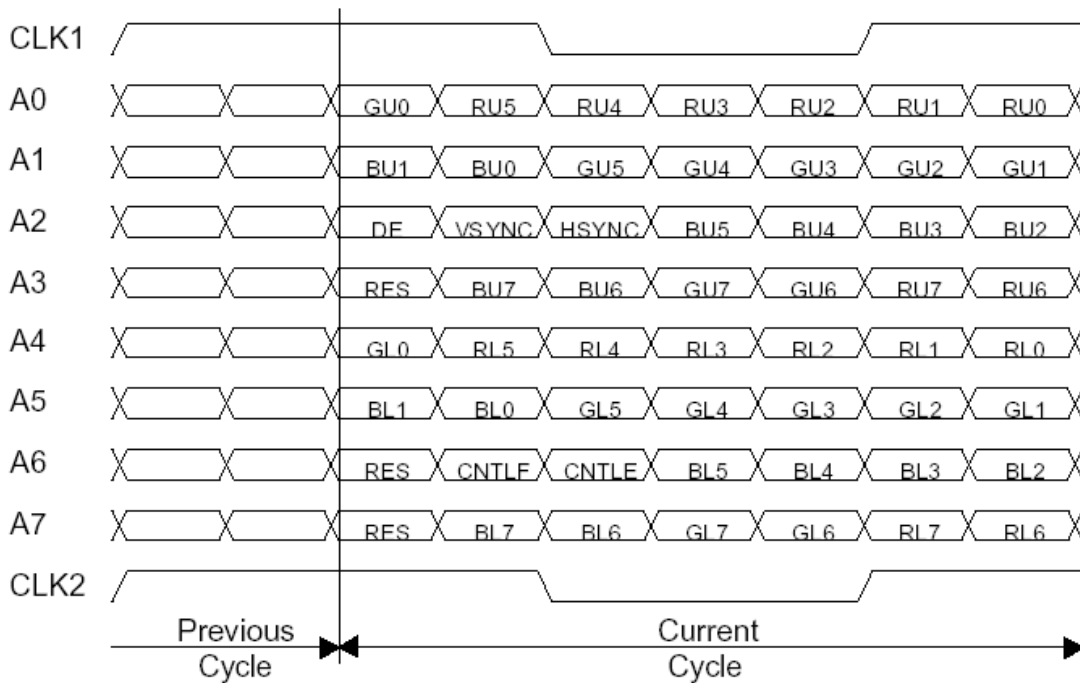 CLK1
A0 GU0 RU5 RU4 RU3 RU2 RU1 RU0
A1 BU1 BU0 GU5 GU4 GU3 GU2 GU1
A2 DE VSYNC HSYNC BU5 BU4 BU3 BU2
A3 RES BU7 BU6 GU7 GU6 RU7 RU6
A4 GL0 RL5 RL4 RL3 RL2 RL1 RL0
A5 BL1 BL0 GL5 GL4 GL3 GL2 GL1
A6 RES CNTLF CNTLE BL5 BL4 BL3 BL2
A7 RES BL7 BL6 GL7 GL6 RL7 RL6
CLK2
Previous Current
Cycle Cycle